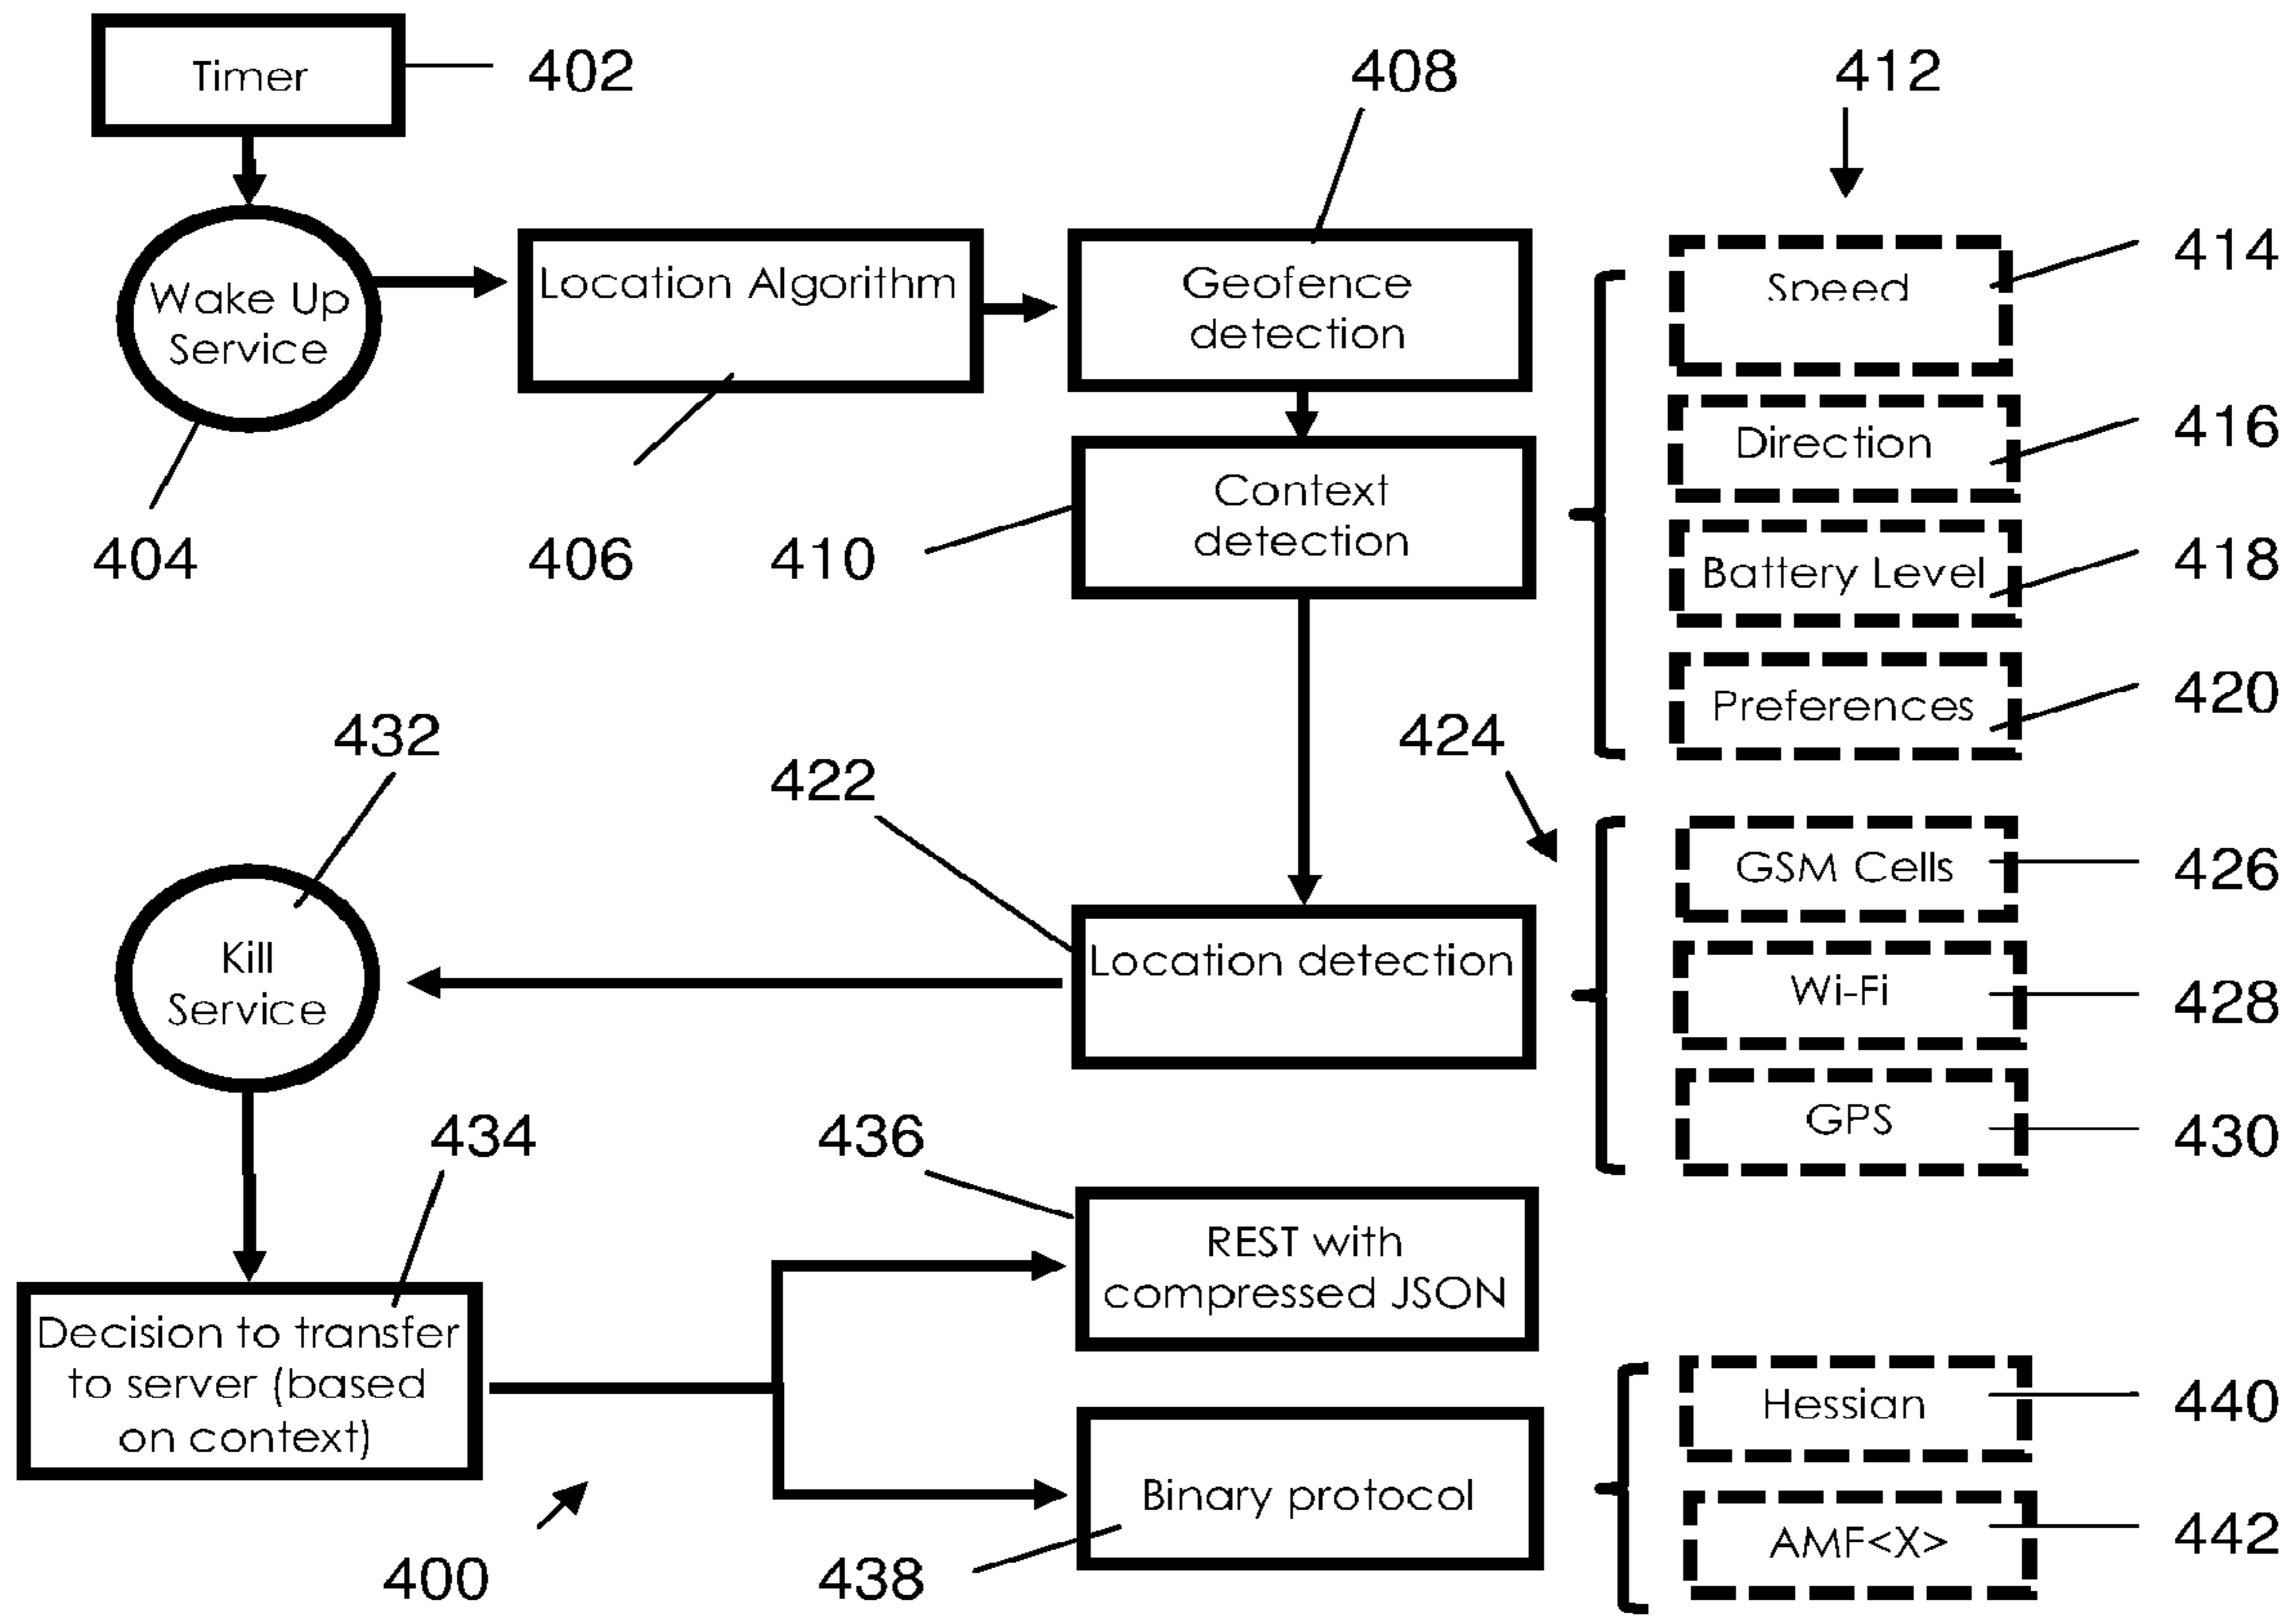 Timer
402
408
412
Wake Up
Service
Location Algorithm
Geofence
detection
Speed
414
Direction
416
404
406
410
Context
detection
Battery Level
418
Preferences
420
432
422
424
GSM Cells
426
Kill
Service
Location detection
Wi-Fi
428
GPS
430
434
436
REST with
compressed JSON
Decision to transfer
to server (based
on context)
Hessian
440
Binary protocol
AMF<X>
442
400
438